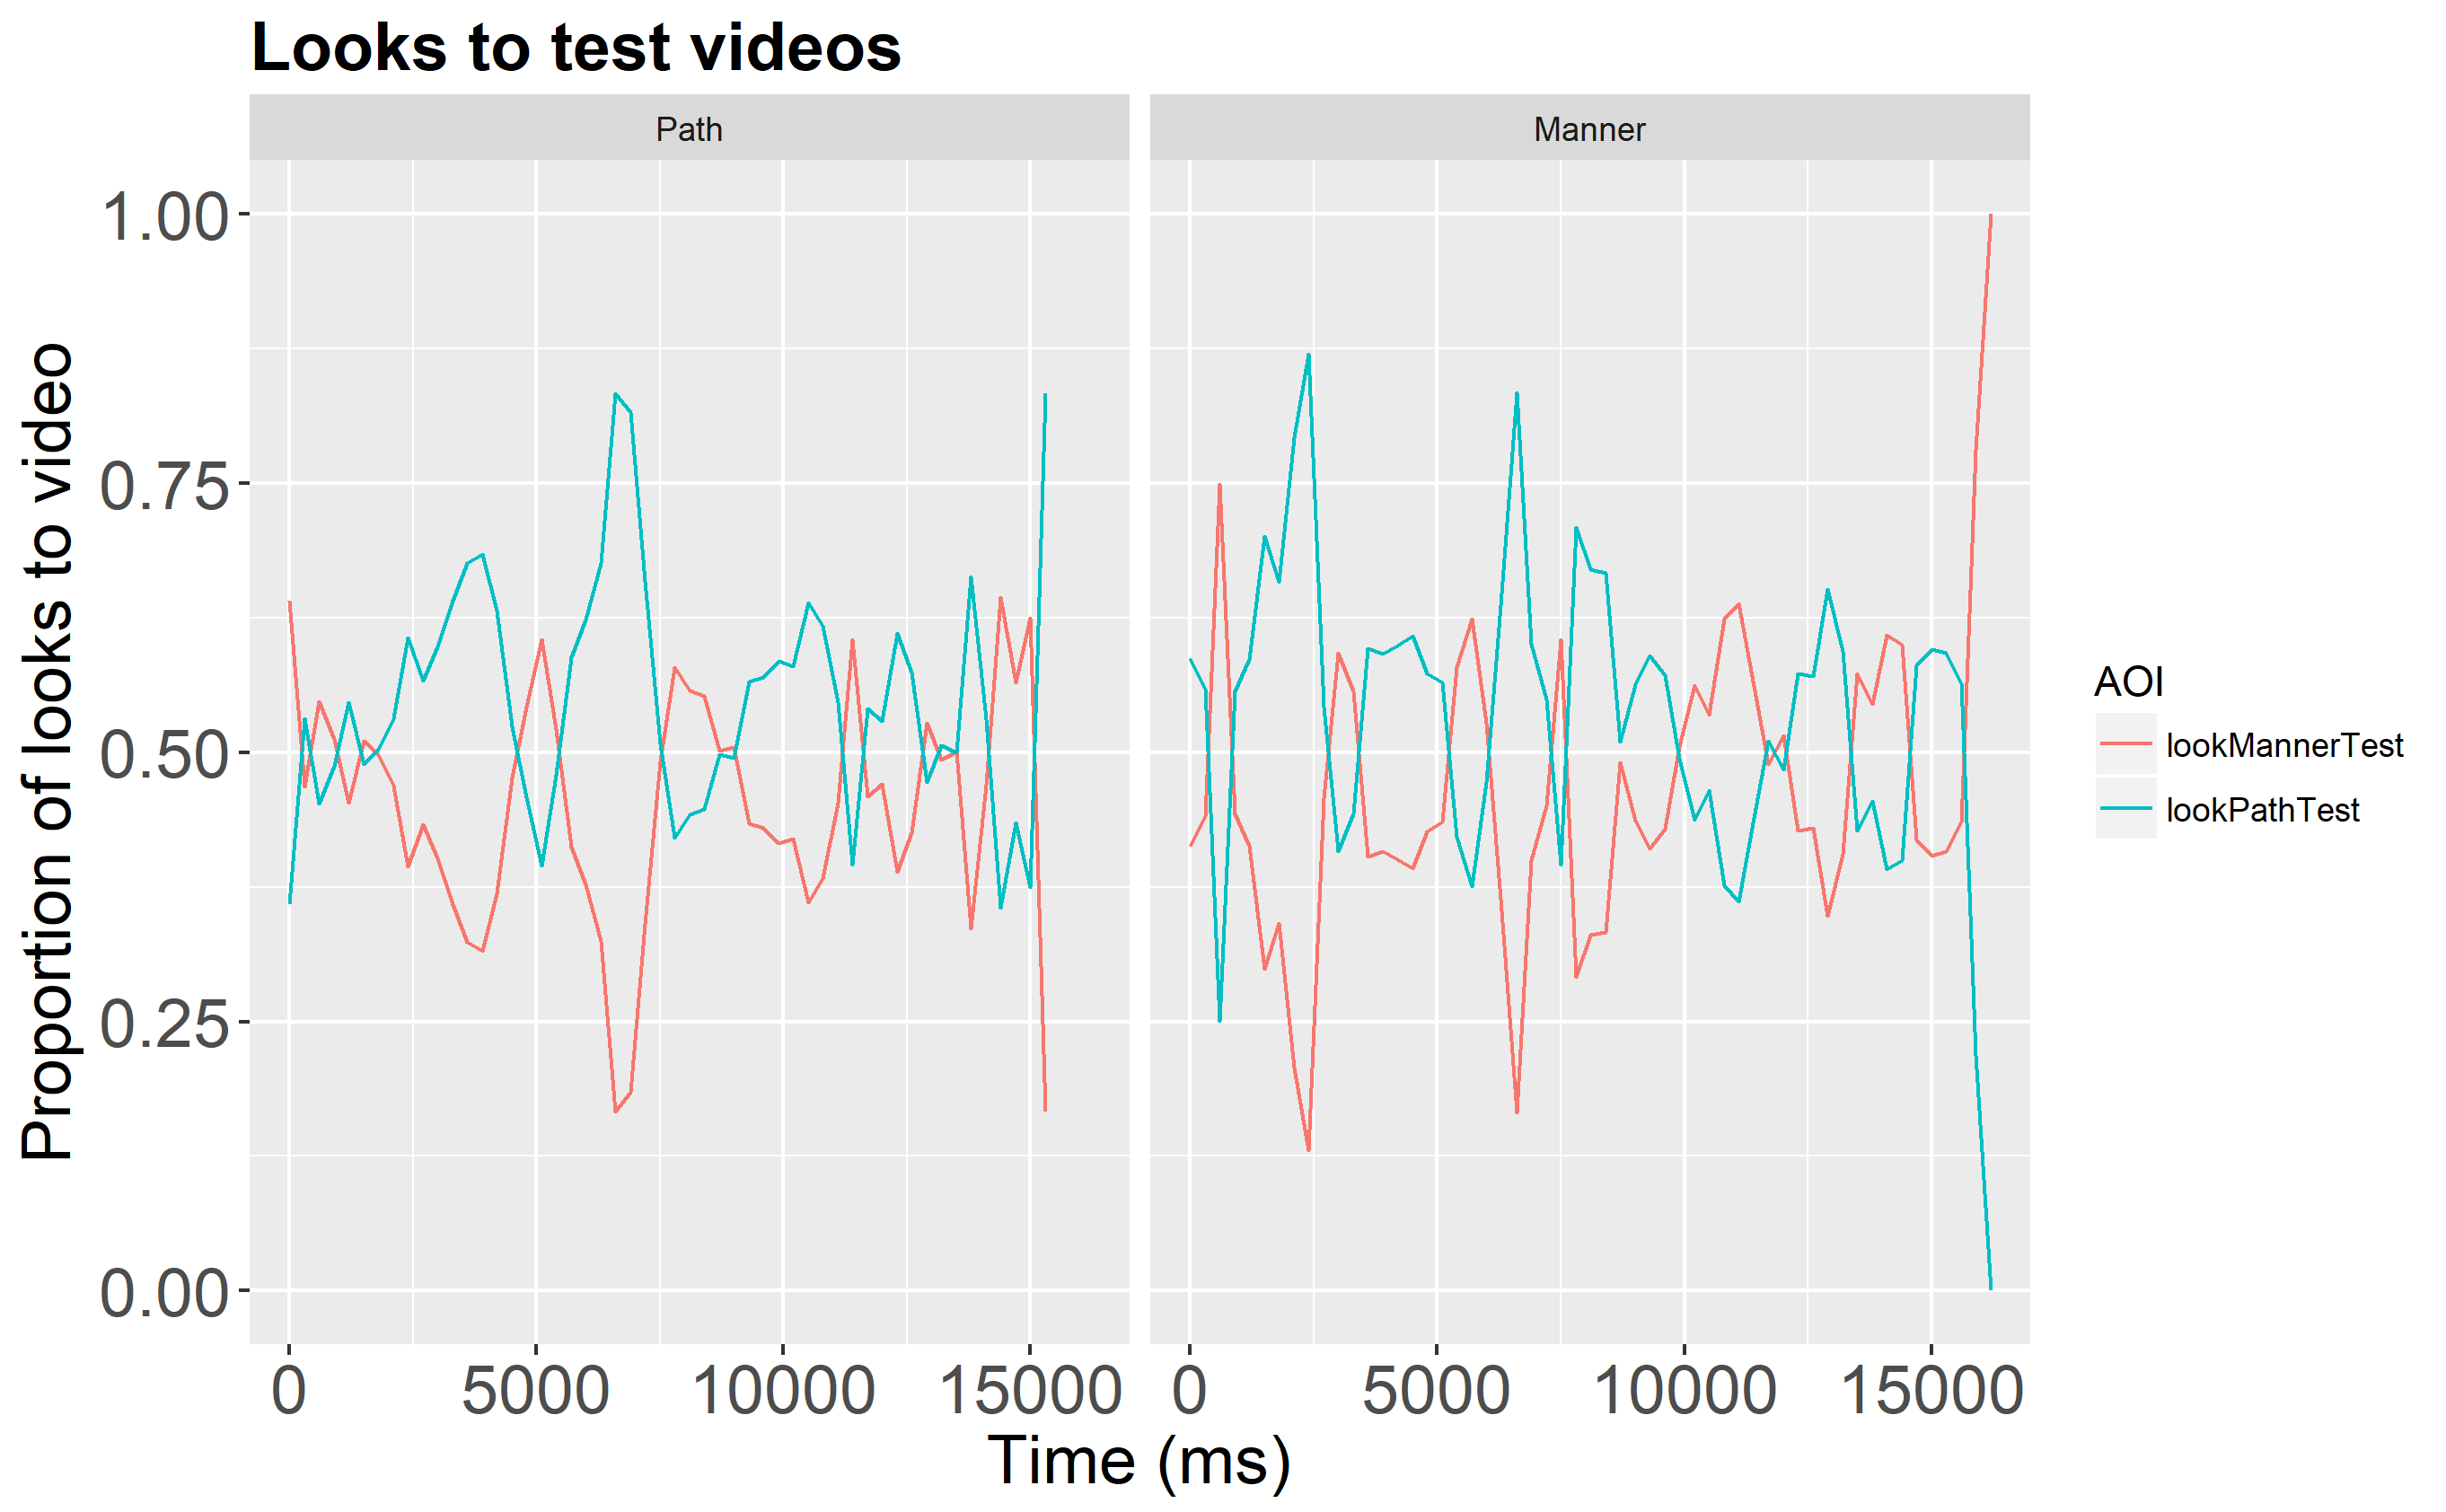 Looks to test videos
Path
Manner
Proportion of looks to video
1.00
0.75
0.50
0.25
0.00
0 5000 10000 15000
0 5000 10000 15000
Time (ms)
AOI
lookMannerTest
lookPathTest